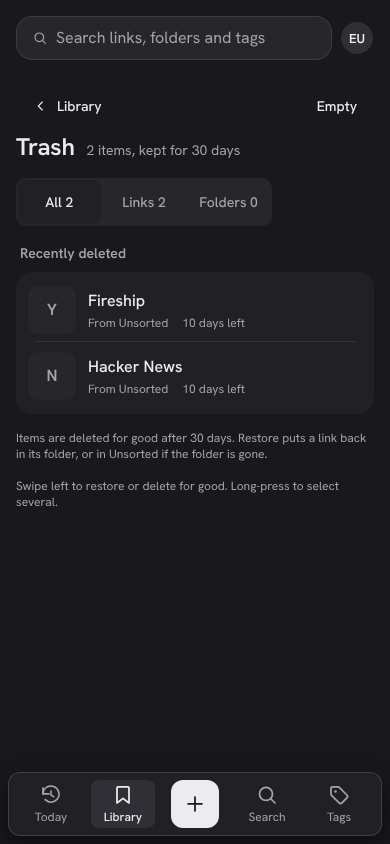 Search links, folders and tags
EU
Library
Empty
Trash 2 items, kept for 30 days
All 2
Links 2
Folders 0
Recently deleted
Y
Fireship
From Unsorted 10 days left
N
Hacker News
From Unsorted 10 days left
Items are deleted for good after 30 days. Restore puts a link back
in its folder, or in Unsorted if the folder is gone.
Swipe left to restore or delete for good. Long-press to select
several.
Today
Library
Search
Tags